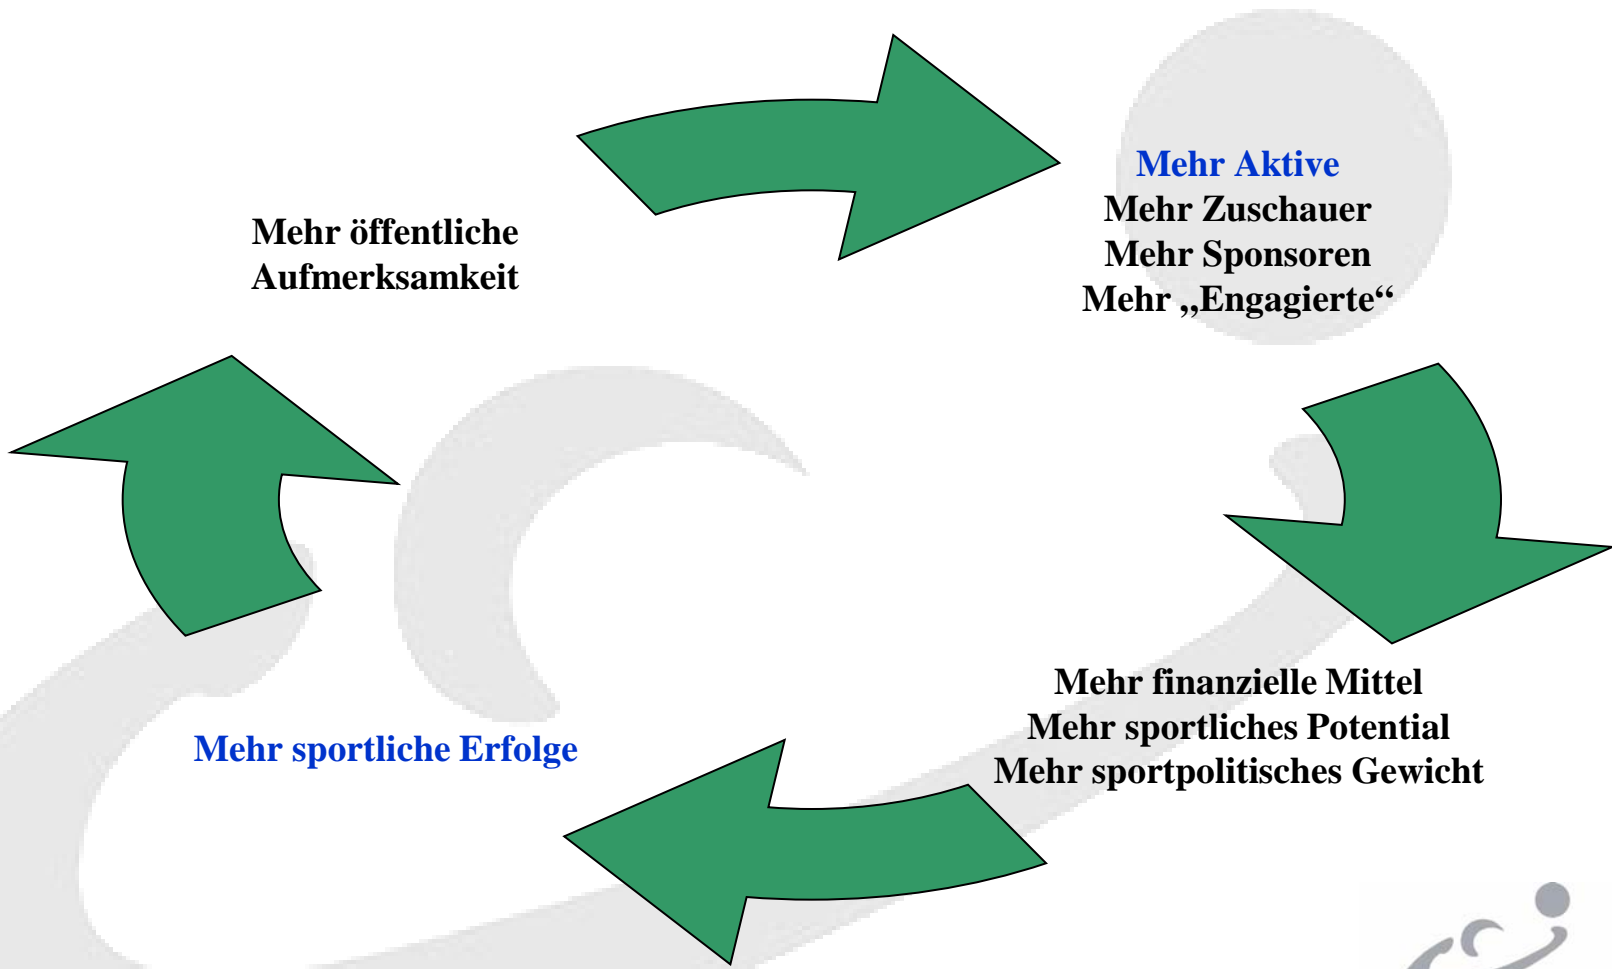 Mehr öffentliche
Aufmerksamkeit
Mehr Aktive
Mehr Zuschauer
Mehr Sponsoren
Mehr „Engagierte“
Mehr finanzielle Mittel
Mehr sportliches Potential
Mehr sportpolitisches Gewicht
Mehr sportliche Erfolge